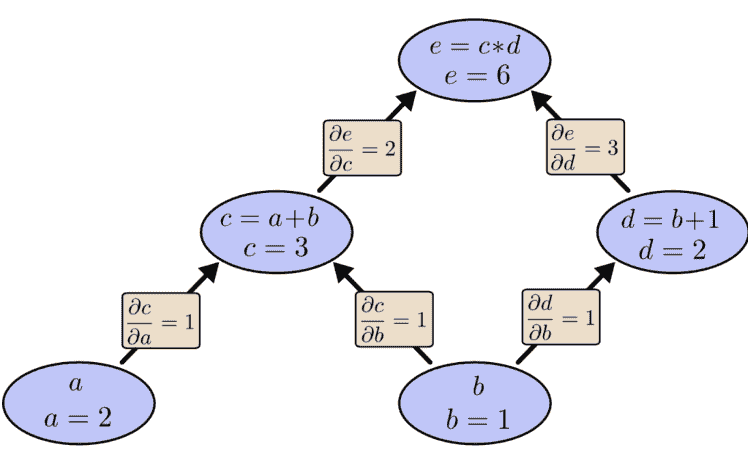 e = c*d
e = 6
∂e/∂c = 2
∂e/∂d = 3
c = a+b
c = 3
d = b+1
d = 2
∂c/∂a = 1
∂c/∂b = 1
∂d/∂b = 1
a
a = 2
b
b = 1